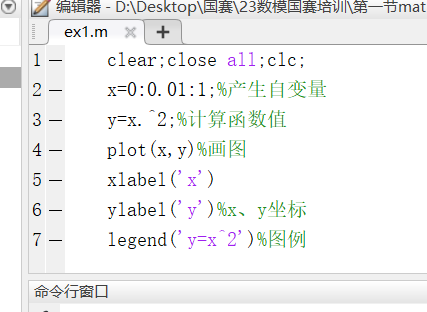 编辑器 - D:\Desktop\国赛\23数模国赛培训\第一节mat
ex1.m
1 — clear;close all;clc;
2 — x=0:0.01:1;%产生自变量
3 — y=x.^2;%计算函数值
4 — plot(x,y)%画图
5 — xlabel('x')
6 — ylabel('y')%x、y坐标
7 — legend('y=x^2')%图例
命令行窗口